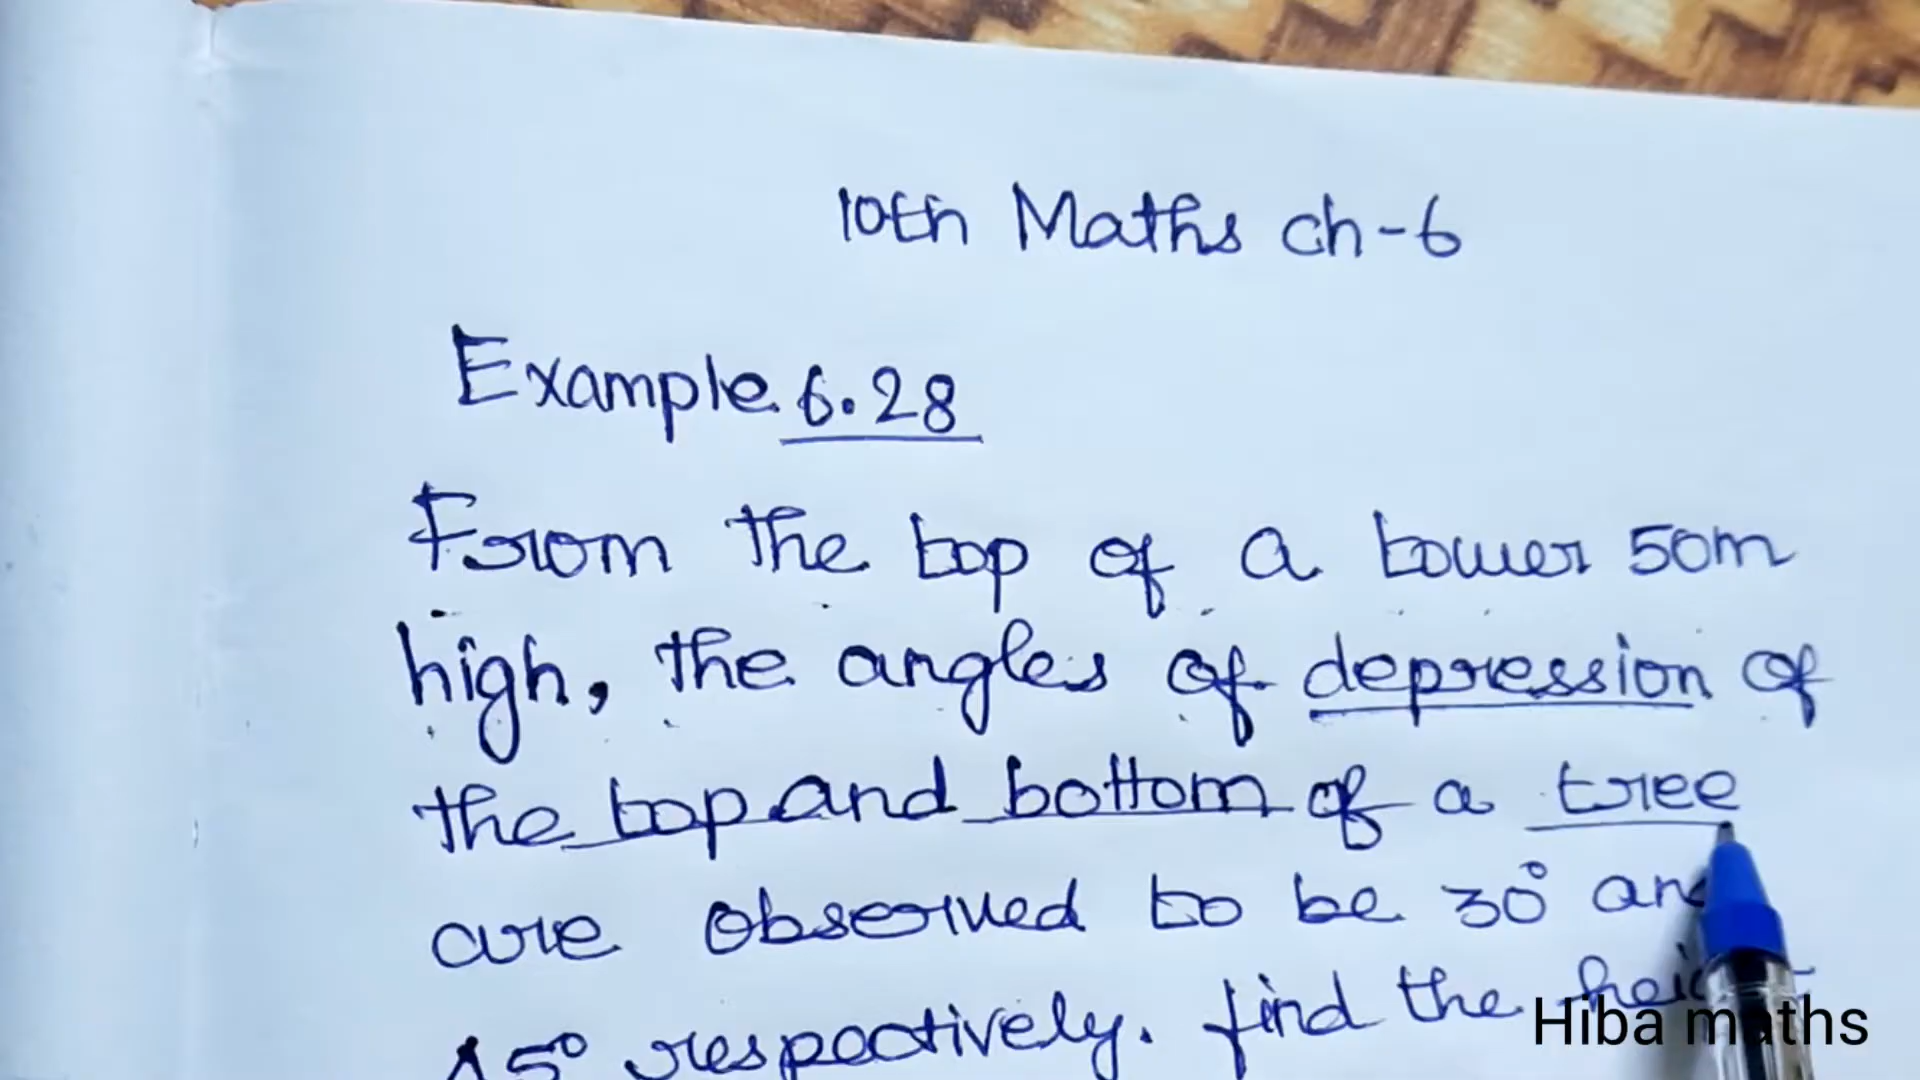 10th Maths ch-6
Example 6.28
From the top of a tower 50m
high, the angles of depression of
the top and bottom of a tree
are observed to be 30°
45° respectively. find the
Hiba maths